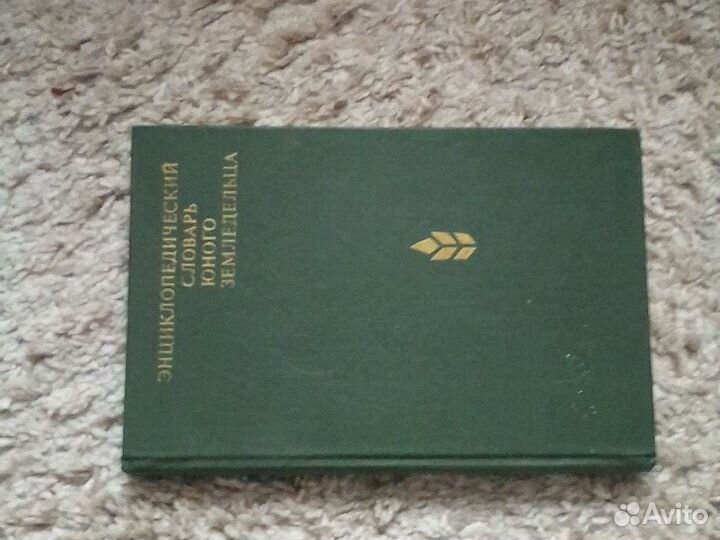 ЭНЦИКЛОПЕДИЧЕСКИЙ
СЛОВАРЬ
ЮНОГО
ЗЕМЛЕДЕЛЬЦА
Avito